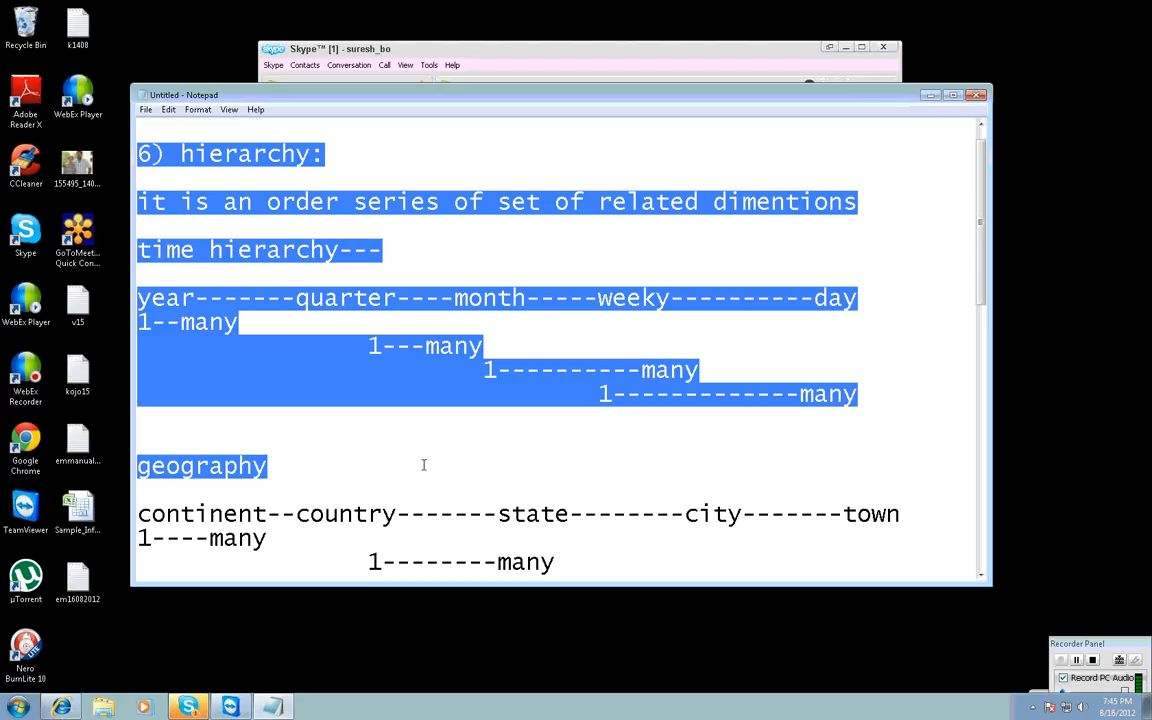 Recycle Bin
k1408
Adobe Reader X
WebEx Player
CCleaner
155495_140...
Skype
GoToMeet... Quick Con...
WebEx Player
v15
WebEx Recorder
kojo15
Google Chrome
emmanual...
TeamViewer
Sample_Inf...
µTorrent
em16082012
Nero BurnLite 10
Skype™ [1] - suresh_bo
Skype Contacts Conversation Call View Tools Help
Untitled - Notepad
File Edit Format View Help
6) hierarchy:
it is an order series of set of related dimentions
time hierarchy---
year-------quarter----month-----weeky----------day
1--many
1---many
1----------many
1-------------many
geography
continent--country-------state--------city-------town
1----many
1--------many
Recorder Panel
Record PC Audio
7:45 PM
8/16/2012